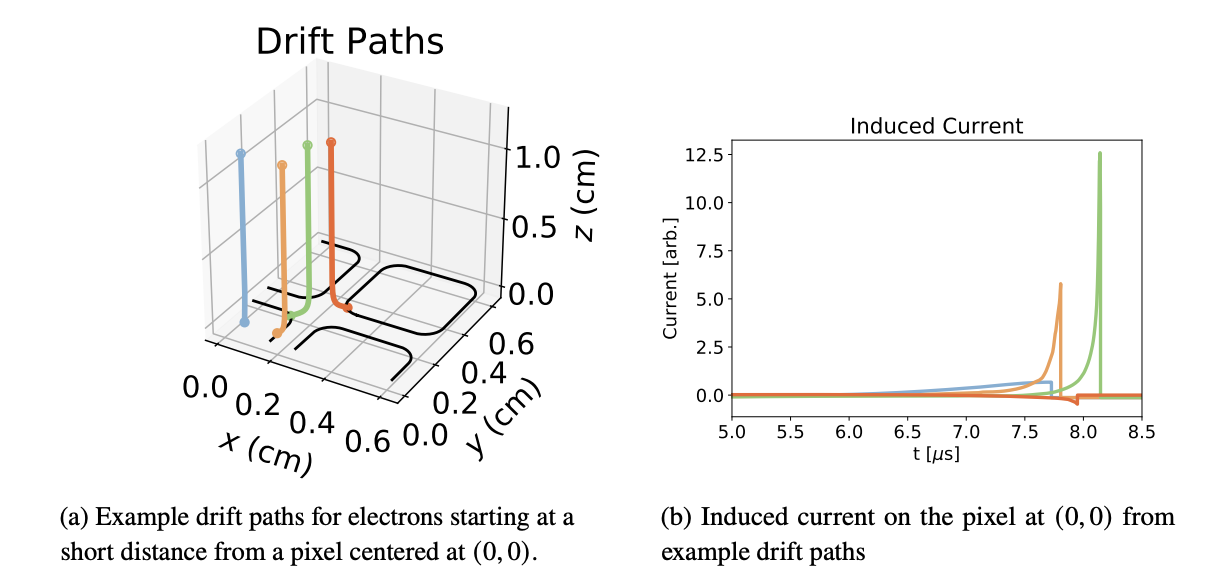 Drift Paths
1.0
0.5
0.0
z (cm)
0.0
0.2
0.4
0.6
x (cm)
0.0
0.2
0.4
0.6
y (cm)
(a) Example drift paths for electrons starting at a
short distance from a pixel centered at (0,0).
Induced Current
12.5
10.0
7.5
5.0
2.5
0.0
Current [arb.]
5.0 5.5 6.0 6.5 7.0 7.5 8.0 8.5
t [μs]
(b) Induced current on the pixel at (0,0) from
example drift paths